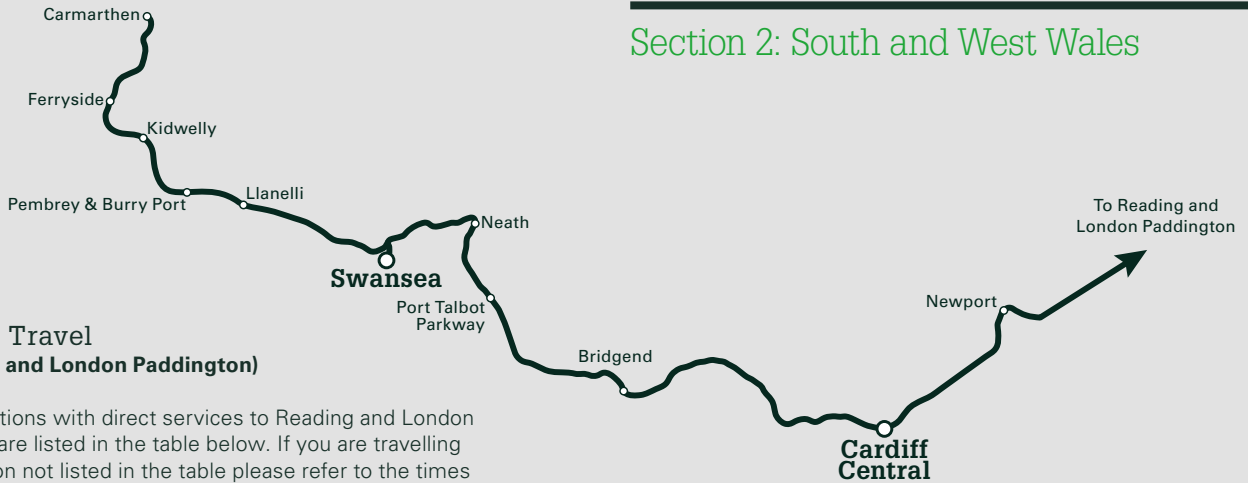 Section 2: South and West Wales
Carmarthen
Ferryside
Kidwelly
Pembrey & Burry Port
Llanelli
Swansea
Neath
Port Talbot
Parkway
Bridgend
Cardiff
Central
Newport
To Reading and
London Paddington
Travel
and London Paddington)
tions with direct services to Reading and London
are listed in the table below. If you are travelling
on not listed in the table please refer to the times